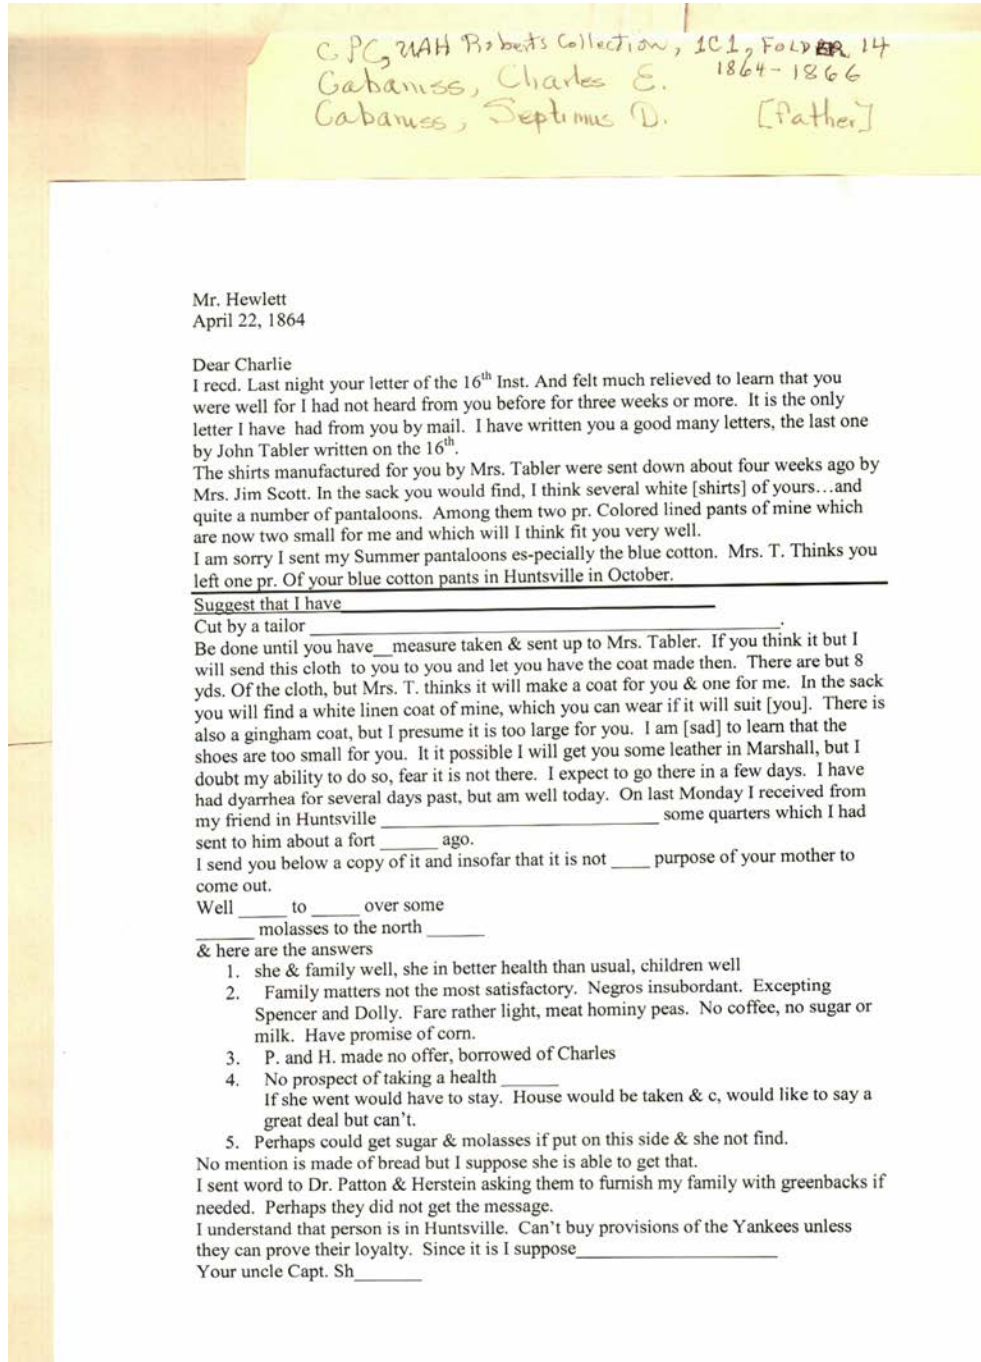 C PC, UAH Roberts Collection, 1C1, FOLDER 14
1864-1866
Cabaniss, Charles E.
Cabaniss, Septimus D. [father]
Mr. Hewlett
April 22, 1864
Dear Charlie
I recd. Last night your letter of the 16th Inst. And felt much relieved to learn that you
were well for I had not heard from you before for three weeks or more. It is the only
letter I have had from you by mail. I have written you a good many letters, the last one
by John Tabler written on the 16th.
The shirts manufactured for you by Mrs. Tabler were sent down about four weeks ago by
Mrs. Jim Scott. In the sack you would find, I think several white [shirts] of yours…and
quite a number of pantaloons. Among them two pr. Colored lined pants of mine which
are now two small for me and which will I think fit you very well.
I am sorry I sent my Summer pantaloons es-pecially the blue cotton. Mrs. T. Thinks you
left one pr. Of your blue cotton pants in Huntsville in October.
Suggest that I have
Cut by a tailor ____.
Be done until you have__measure taken & sent up to Mrs. Tabler. If you think it but I
will send this cloth to you to you and let you have the coat made then. There are but 8
yds. Of the cloth, but Mrs. T. thinks it will make a coat for you & one for me. In the sack
you will find a white linen coat of mine, which you can wear if it will suit [you]. There is
also a gingham coat, but I presume it is too large for you. I am [sad] to learn that the
shoes are too small for you. It it possible I will get you some leather in Marshall, but I
doubt my ability to do so, fear it is not there. I expect to go there in a few days. I have
had dyarrhea for several days past, but am well today. On last Monday I received from
my friend in Huntsville ____ some quarters which I had
sent to him about a fort ____ ago.
I send you below a copy of it and insofar that it is not ____ purpose of your mother to
come out.
Well ____ to ____ over some
____ molasses to the north ____
& here are the answers
1. she & family well, she in better health than usual, children well
2. Family matters not the most satisfactory. Negros insubordant. Excepting
Spencer and Dolly. Fare rather light, meat hominy peas. No coffee, no sugar or
milk. Have promise of corn.
3. P. and H. made no offer, borrowed of Charles
4. No prospect of taking a health ____
If she went would have to stay. House would be taken & c, would like to say a
great deal but can't.
5. Perhaps could get sugar & molasses if put on this side & she not find.
No mention is made of bread but I suppose she is able to get that.
I sent word to Dr. Patton & Herstein asking them to furnish my family with greenbacks if
needed. Perhaps they did not get the message.
I understand that person is in Huntsville. Can't buy provisions of the Yankees unless
they can prove their loyalty. Since it is I suppose____
Your uncle Capt. Sh____